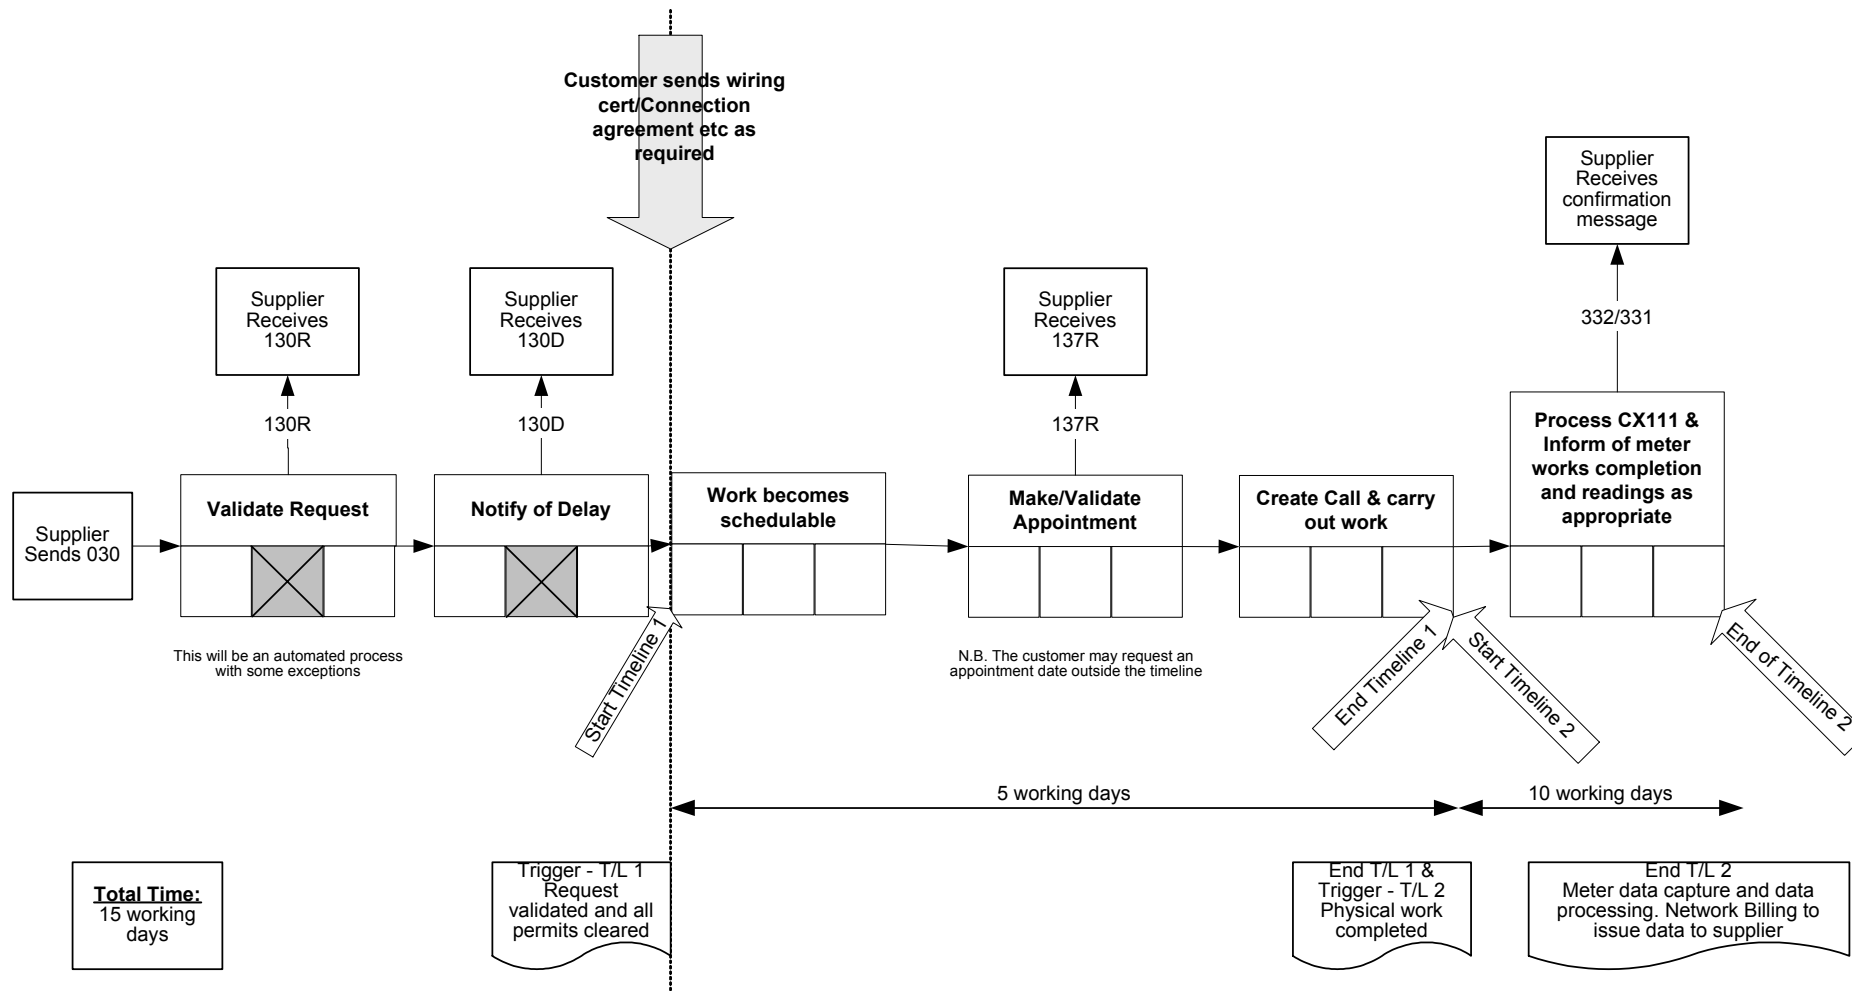 Customer sends wiring
cert/Connection
agreement etc as
required
Supplier
Receives
confirmation
message
Supplier
Receives
130R
Supplier
Receives
130D
Supplier
Receives
137R
332/331
130R
130D
137R
Supplier
Sends 030
Validate Request
Notify of Delay
Work becomes
schedulable
Make/Validate
Appointment
Create Call & carry
out work
Process CX111 &
Inform of meter
works completion
and readings as
appropriate
This will be an automated process
with some exceptions
Start Timeline 1
N.B. The customer may request an
appointment date outside the timeline
End Timeline 1
Start Timeline 2
End of Timeline 2
5 working days
10 working days
Total Time:
15 working
days
Trigger - T/L 1
Request
validated and all
permits cleared
End T/L 1 &
Trigger - T/L 2
Physical work
completed
End T/L 2
Meter data capture and data
processing. Network Billing to
issue data to supplier